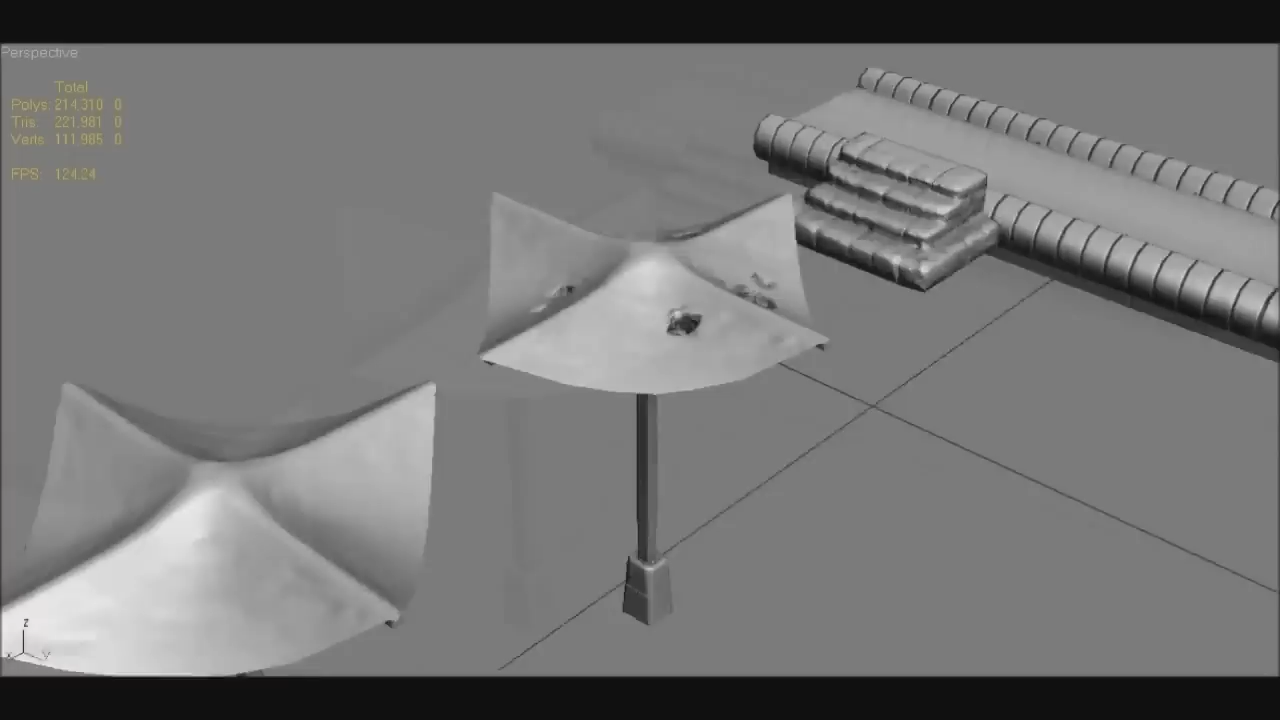 Perspective
Total
Polys: 214.310 0
Tris: 221.981 0
Verts: 111.985 0
FPS: 124.24
z
x y